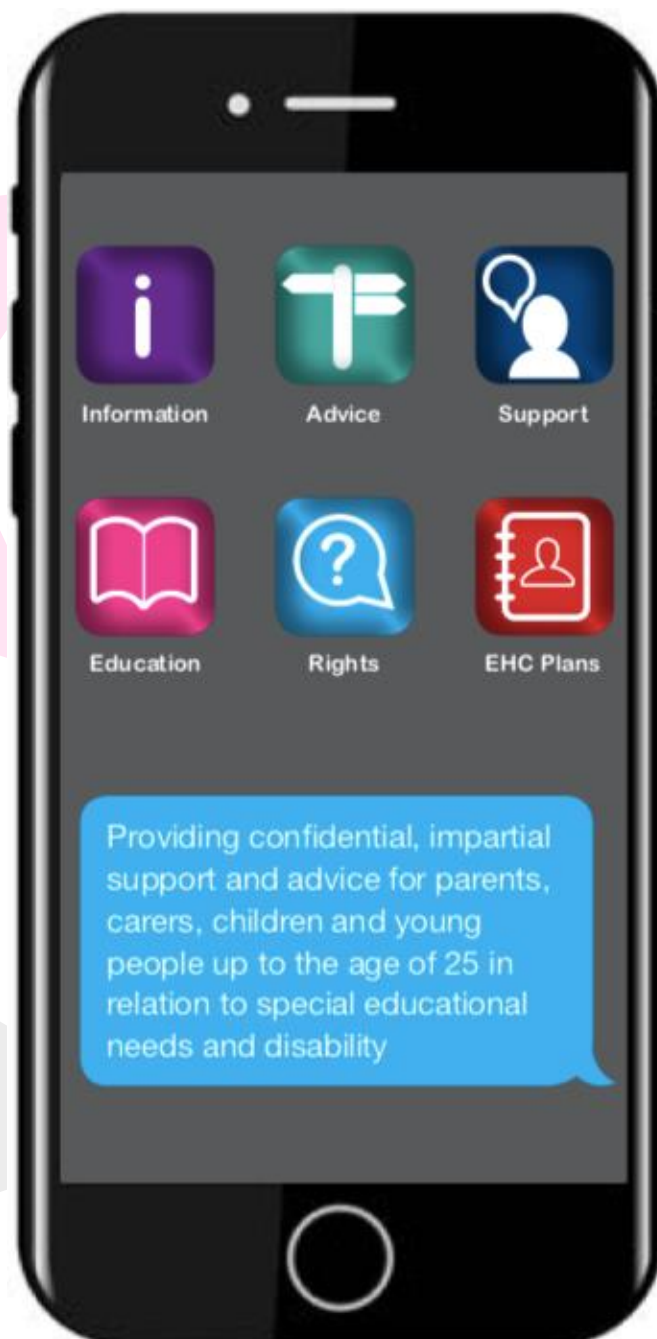 Information Advice Support
Education Rights EHC Plans
Providing confidential, impartial
support and advice for parents,
carers, children and young
people up to the age of 25 in
relation to special educational
needs and disability